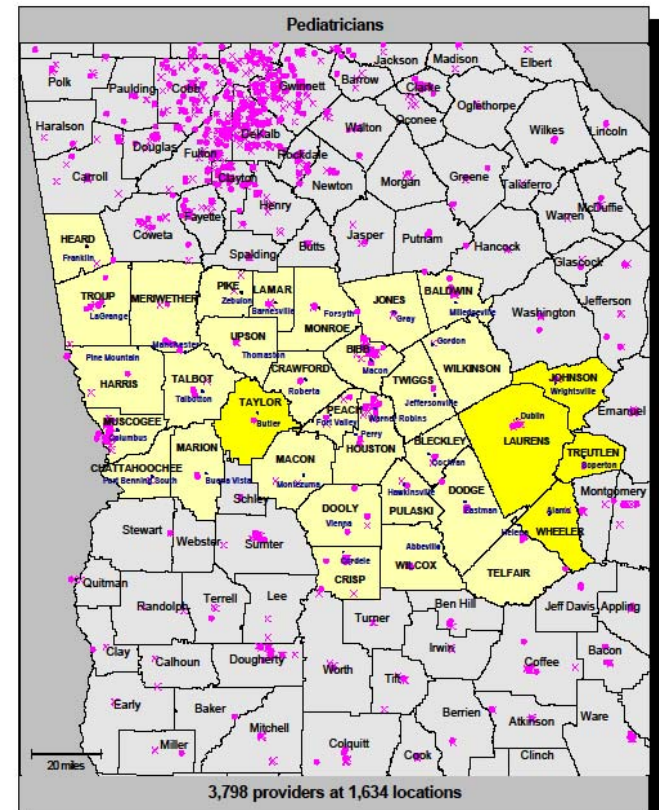 Pediatricians
Jackson
Madison
Elbert
Polk
Paulding
Cobb
Gwinnett
Barrow
Clarke
Oglethorpe
Oconee
Haralson
Douglas
Fulton
DeKalb
Walton
Wilkes
Lincoln
Rockdale
Carroll
Clayton
Newton
Morgan
Greene
Taliaferro
McDuffie
Fayette
Henry
Warren
HEARD
Franklin
Coweta
Spalding
Butts
Jasper
Putnam
Hancock
Glascock
TROUP
LaGrange
MERIWETHER
PIKE
Zebulon
LAMAR
Barnesville
MONROE
Forsyth
JONES
Gray
BALDWIN
Milledgeville
Washington
Jefferson
UPSON
Thomaston
Manchester
Pine Mountain
BIBB
Macon
Gordon
WILKINSON
HARRIS
TALBOT
Talbotton
CRAWFORD
Roberta
TWIGGS
Jeffersonville
JOHNSON
Wrightsville
TAYLOR
Butler
PEACH
Fort Valley
Warner Robins
Perry
Dublin
LAURENS
Emanuel
MUSCOGEE
Columbus
MARION
Buena Vista
MACON
Montezuma
HOUSTON
BLECKLEY
Cochran
TREUTLEN
Soperton
CHATTAHOOCHEE
Fort Benning South
Schley
DOOLY
Vienna
Hawkinsville
PULASKI
DODGE
Eastman
Montgomery
Alamo
WHEELER
Stewart
Webster
Sumter
Cordele
CRISP
Abbeville
WILCOX
Helena
TELFAIR
Quitman
Randolph
Terrell
Lee
Turner
Ben Hill
Jeff Davis
Appling
Clay
Calhoun
Dougherty
Worth
Tift
Irwin
Coffee
Bacon
Early
Baker
Mitchell
Berrien
Atkinson
Ware
Miller
Colquitt
Cook
Clinch
20 miles
3,798 providers at 1,634 locations